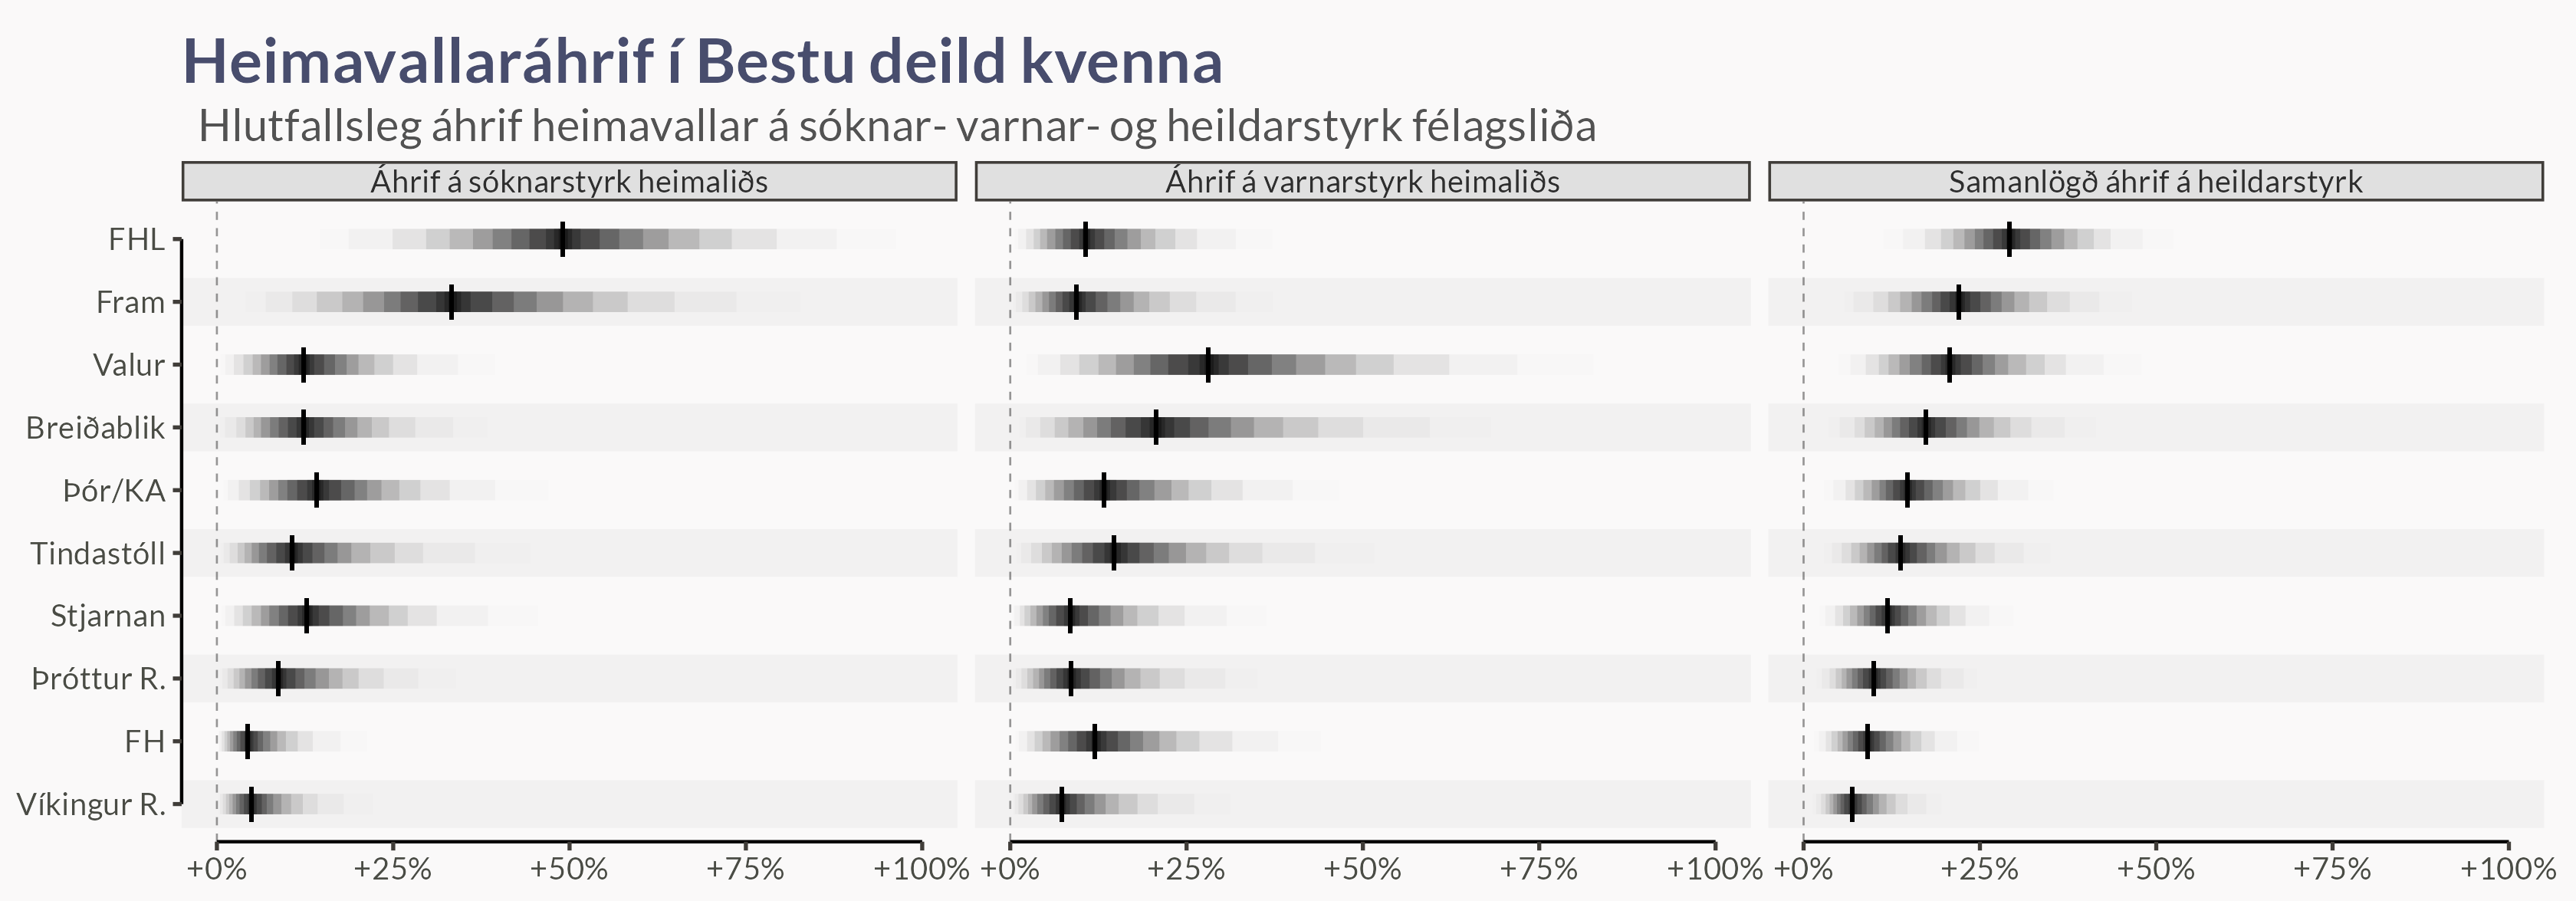 Heimavallaráhrif í Bestu deild kvenna
Hlutfallsleg áhrif heimavallar á sóknar- varnar- og heildarstyrk félagsliða
Áhrif á sóknarstyrk heimaliðs
Áhrif á varnarstyrk heimaliðs
Samanlögð áhrif á heildarstyrk
FHL
Fram
Valur
Breiðablik
Þór/KA
Tindastóll
Stjarnan
Þróttur R.
FH
Víkingur R.
+0% +25% +50% +75% +100%
+0% +25% +50% +75% +100%
+0% +25% +50% +75% +100%